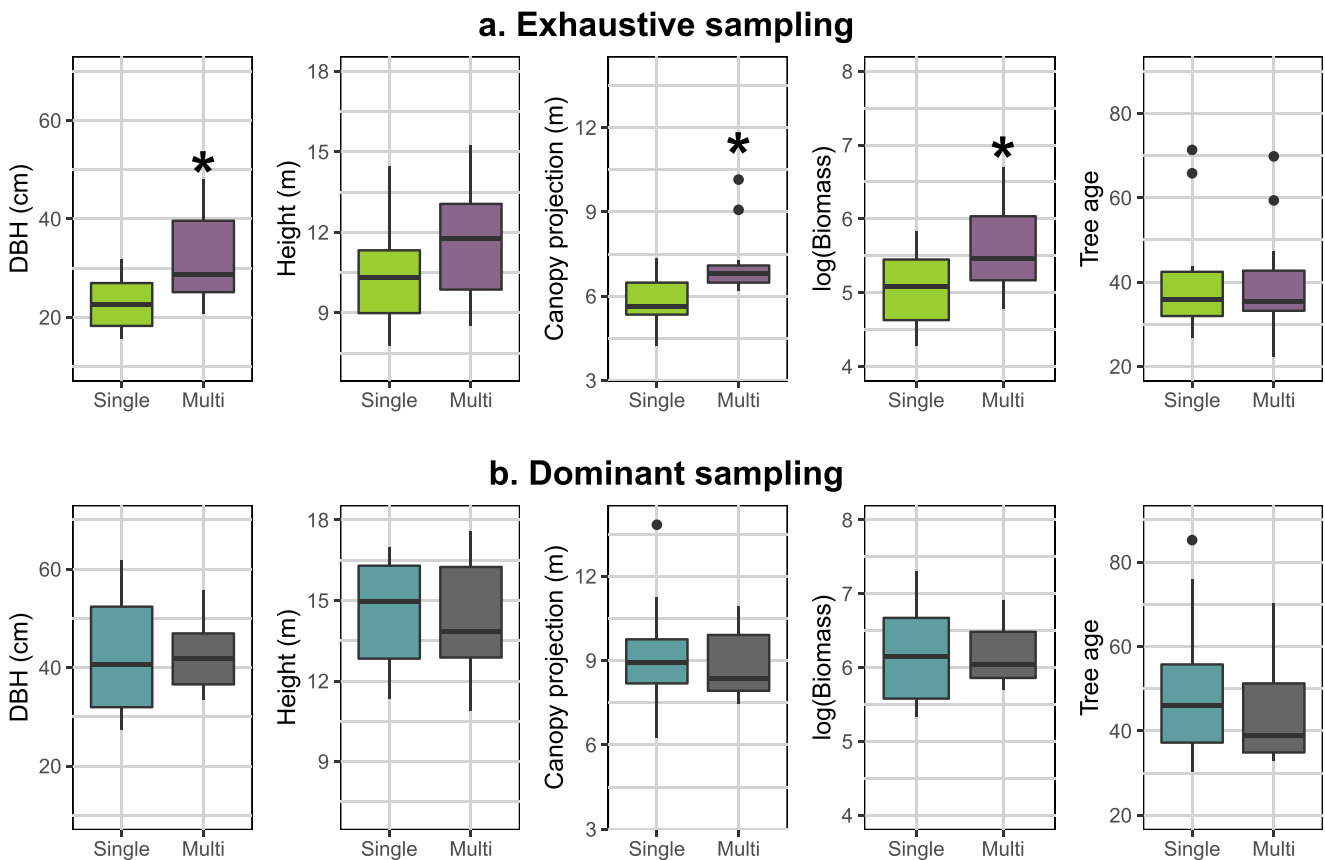 a. Exhaustive sampling
DBH (cm)
60
40
20
Single Multi
*
Height (m)
18
15
12
9
Single Multi
Canopy projection (m)
12
9
6
3
Single Multi
*
log(Biomass)
8
7
6
5
4
Single Multi
*
Tree age
80
60
40
20
Single Multi
b. Dominant sampling
DBH (cm)
60
40
20
Single Multi
Height (m)
18
15
12
9
Single Multi
Canopy projection (m)
12
9
6
3
Single Multi
log(Biomass)
8
7
6
5
4
Single Multi
Tree age
80
60
40
20
Single Multi